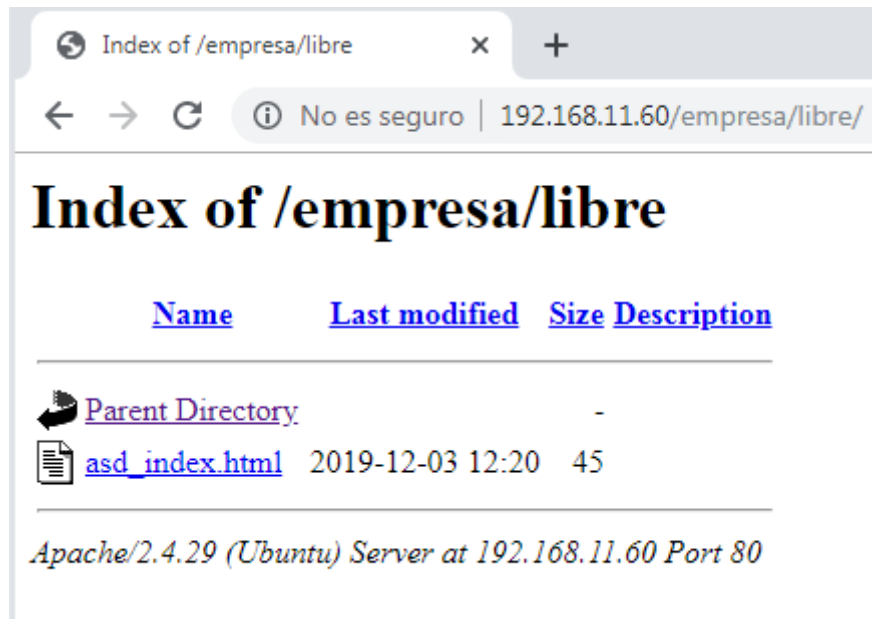 Index of /empresa/libre
No es seguro | 192.168.11.60/empresa/libre/
Index of /empresa/libre
Name Last modified Size Description
Parent Directory -
asd_index.html 2019-12-03 12:20 45
Apache/2.4.29 (Ubuntu) Server at 192.168.11.60 Port 80